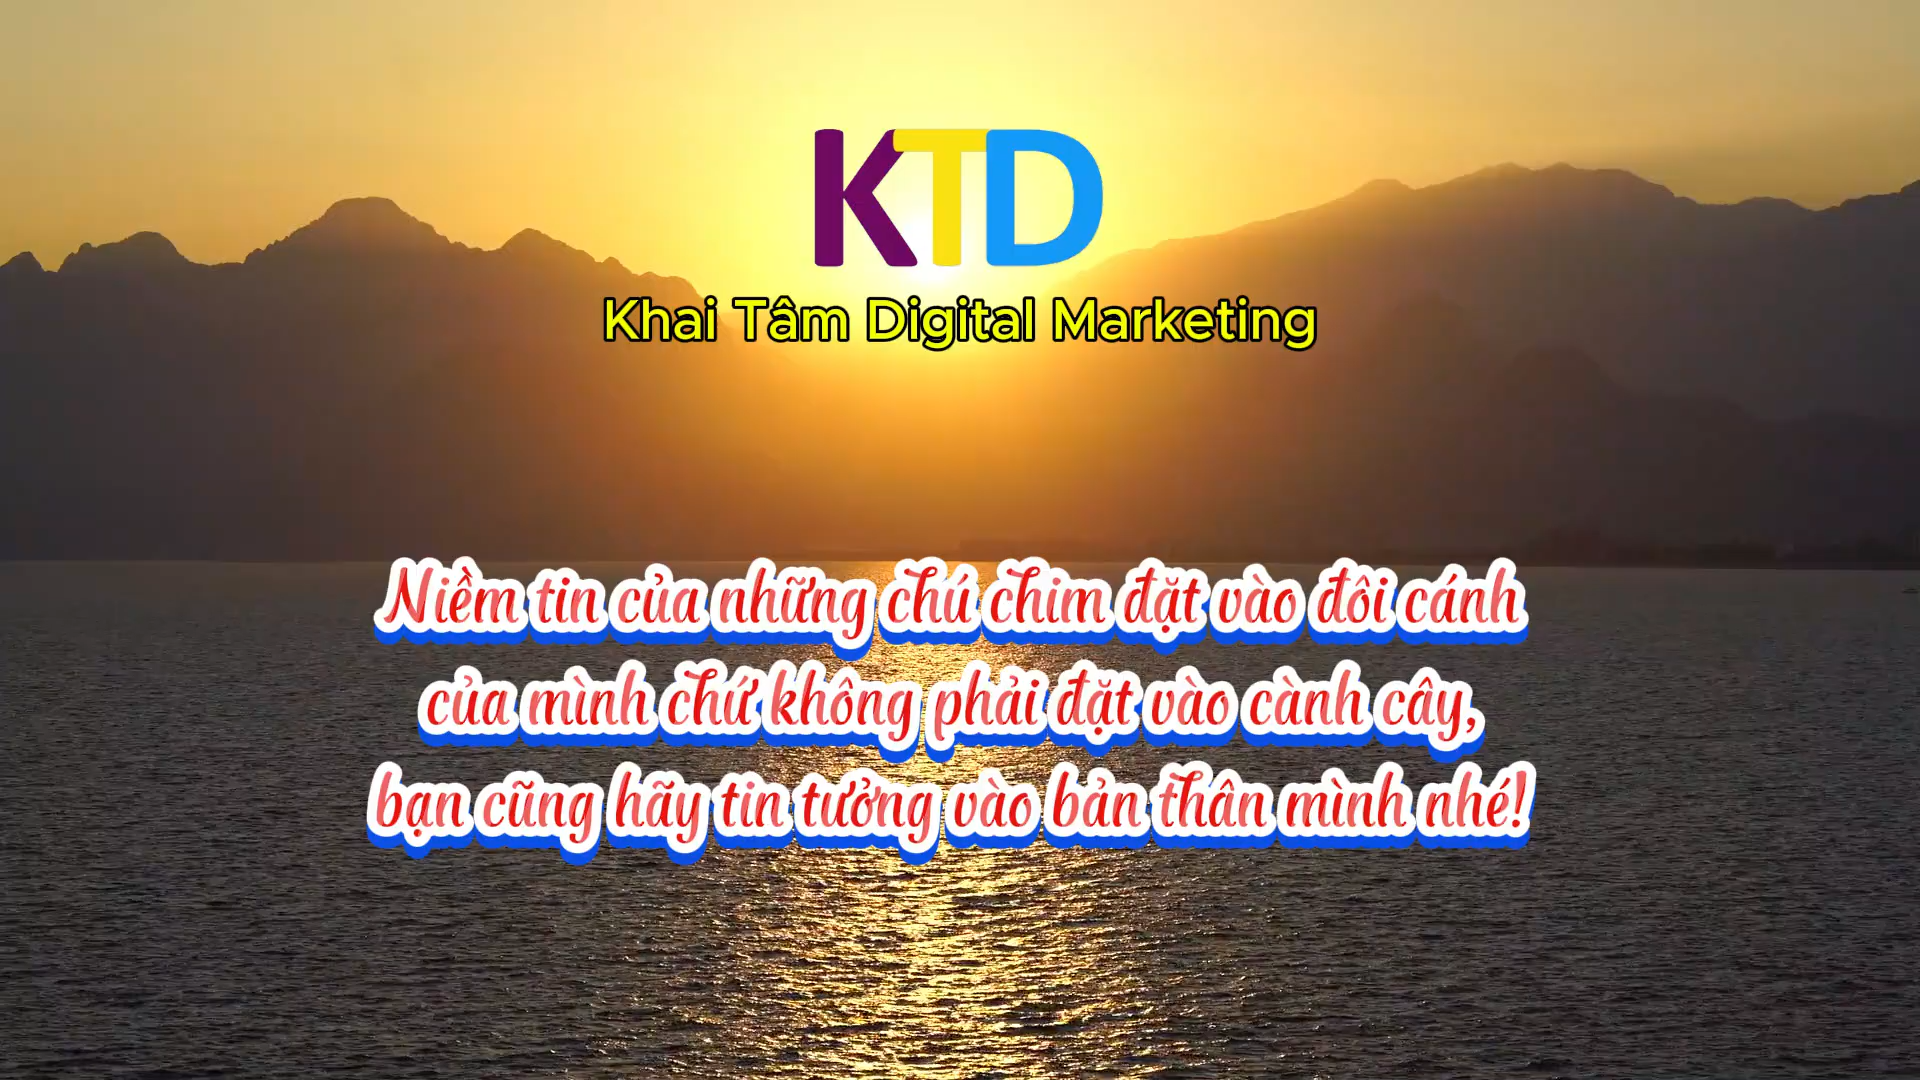 KTD
Khai Tâm Digital Marketing
Niềm tin của những chú chim đặt vào đôi cánh
của mình chứ không phải đặt vào cành cây,
bạn cũng hãy tin tưởng vào bản thân mình nhé!